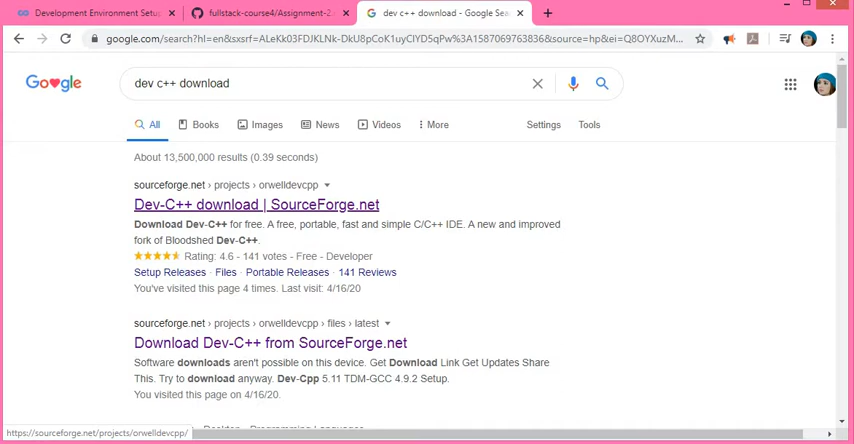 Development Environment Setup
fullstack-course4/Assignment-2.
dev c++ download - Google Sea
google.com/search?hl=en&sxsrf=ALeKk03FDJKLNk-DkU8pCoK1uyCIYD5qPw%3A1587069763836&source=hp&ei=Q8OYXuzM...
dev c++ download
All
Books
Images
News
Videos
More
Settings
Tools
About 13,500,000 results (0.39 seconds)
sourceforge.net › projects › orwelldevcpp
Dev-C++ download | SourceForge.net
Download Dev-C++ for free. A free, portable, fast and simple C/C++ IDE. A new and improved
fork of Bloodshed Dev-C++.
Rating: 4.6 - 141 votes - Free - Developer
Setup Releases · Files · Portable Releases · 141 Reviews
You've visited this page 4 times. Last visit: 4/16/20
sourceforge.net › projects › orwelldevcpp › files › latest
Download Dev-C++ from SourceForge.net
Software downloads aren't possible on this device. Get Download Link Get Updates Share
This. Try to download anyway. Dev-Cpp 5.11 TDM-GCC 4.9.2 Setup.
You visited this page on 4/16/20.
https://sourceforge.net/projects/orwelldevcpp/